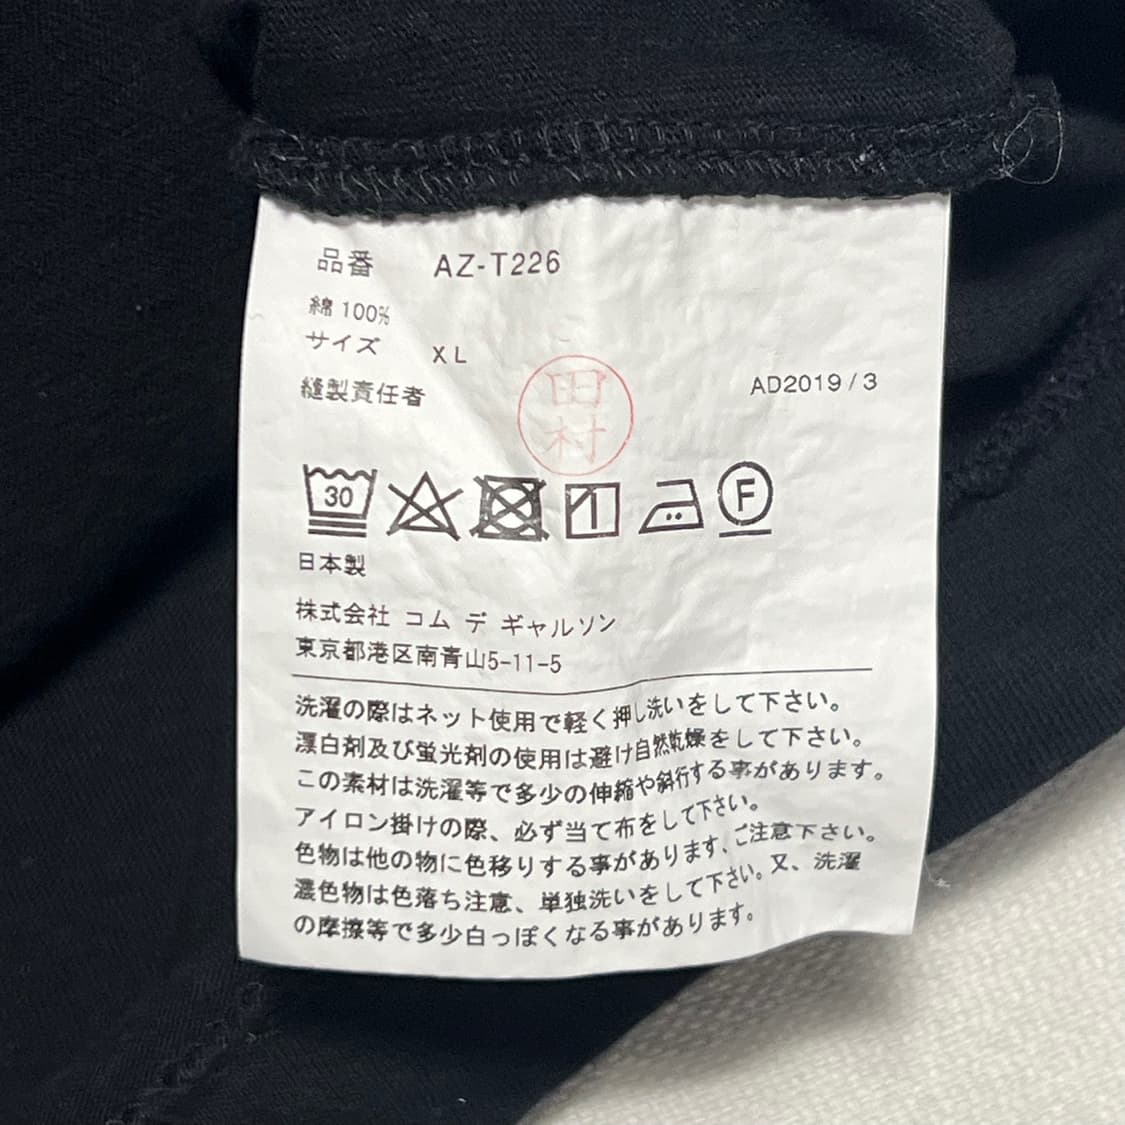 品番 AZ-T226
綿 100%
サイズ XL
縫製責任者 田村 AD2019/3
30 F
日本製
株式会社 コム デ ギャルソン
東京都港区南青山5-11-5
洗濯の際はネット使用で軽く押し洗いをして下さい。
漂白剤及び蛍光剤の使用は避け自然乾燥をして下さい。
この素材は洗濯等で多少の伸縮や斜行する事があります。
アイロン掛けの際、必ず当て布をして下さい。
色物は他の物に色移りする事があります、ご注意下さい。
濃色物は色落ち注意、単独洗いをして下さい。又、洗濯
の摩擦等で多少白っぽくなる事があります。